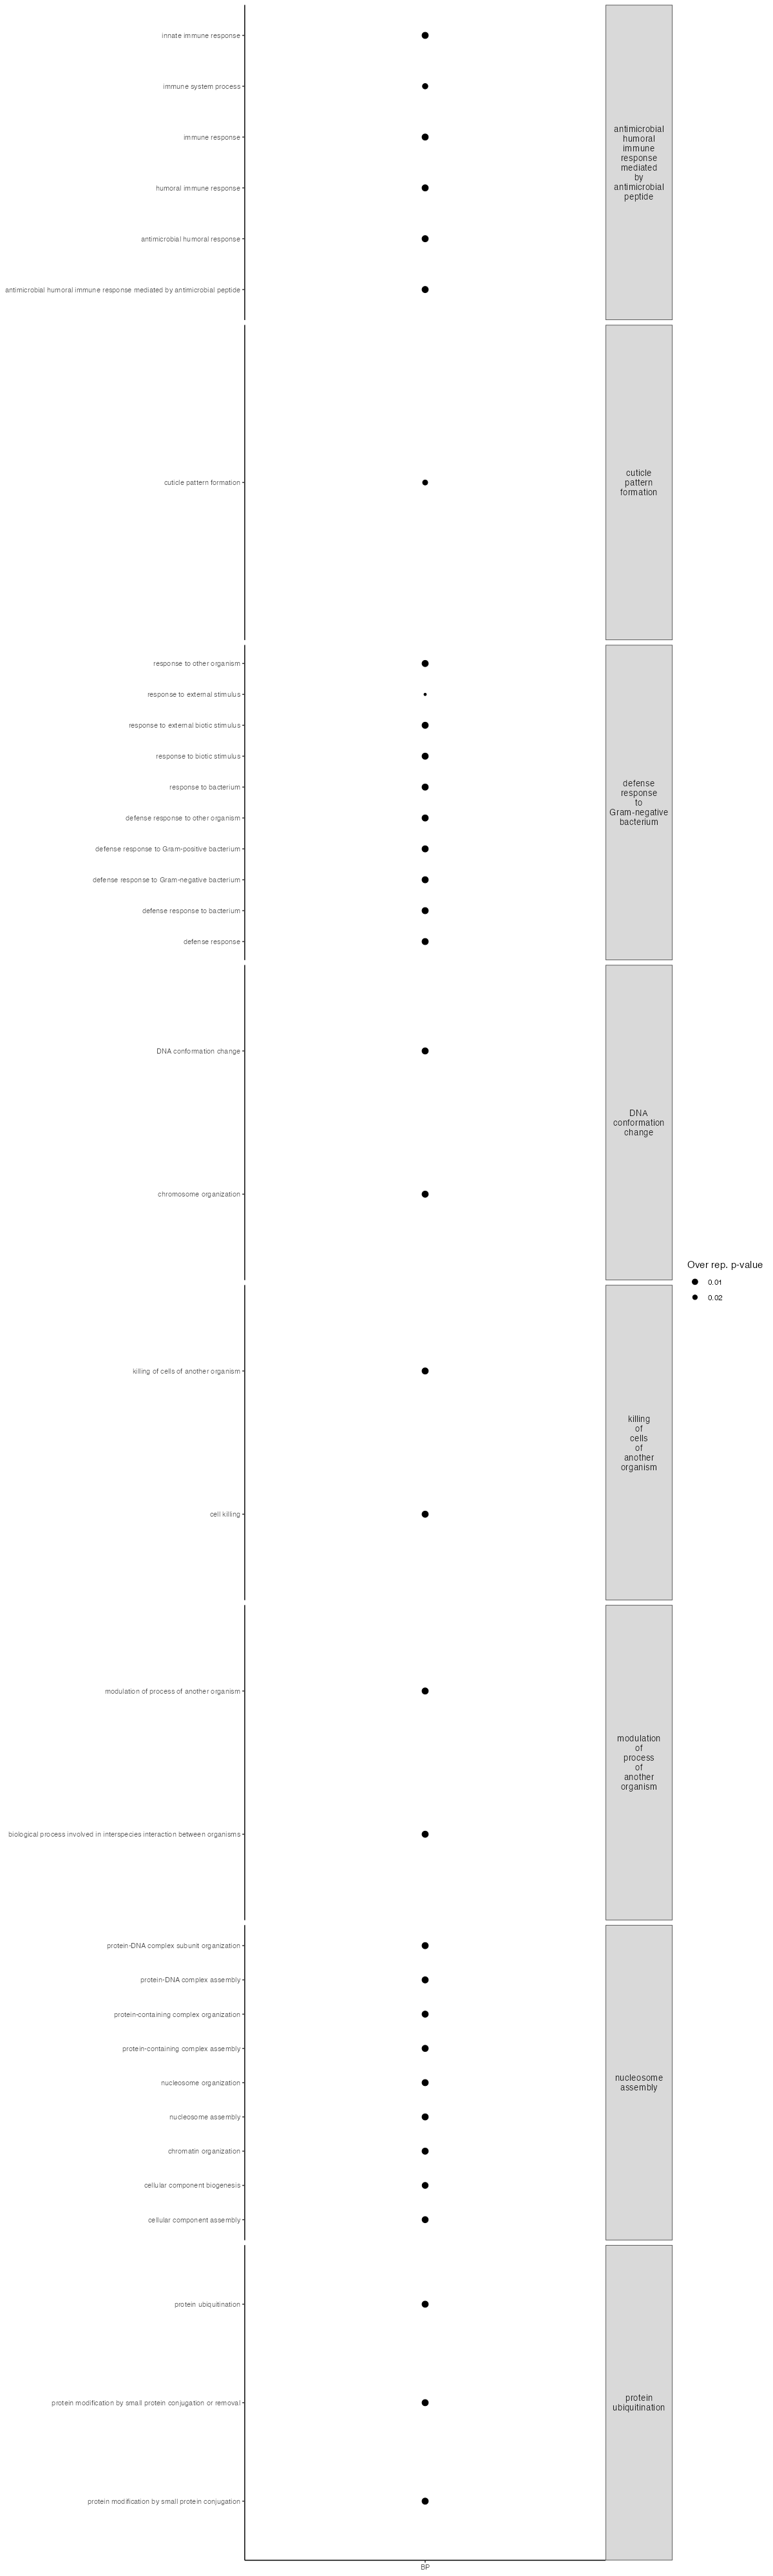 innate immune response
immune system process
immune response
humoral immune response
antimicrobial humoral response
antimicrobial humoral immune response mediated by antimicrobial peptide
antimicrobial
humoral
immune
response
mediated
by
antimicrobial
peptide
cuticle pattern formation
cuticle
pattern
formation
response to other organism
response to external stimulus
response to external biotic stimulus
response to biotic stimulus
response to bacterium
defense response to other organism
defense response to Gram-positive bacterium
defense response to Gram-negative bacterium
defense response to bacterium
defense response
defense
response
to
Gram-negative
bacterium
DNA conformation change
chromosome organization
DNA
conformation
change
Over rep. p-value
0.01
0.02
killing of cells of another organism
cell killing
killing
of
cells
of
another
organism
modulation of process of another organism
biological process involved in interspecies interaction between organisms
modulation
of
process
of
another
organism
protein-DNA complex subunit organization
protein-DNA complex assembly
protein-containing complex organization
protein-containing complex assembly
nucleosome organization
nucleosome assembly
chromatin organization
cellular component biogenesis
cellular component assembly
nucleosome
assembly
protein ubiquitination
protein modification by small protein conjugation or removal
protein modification by small protein conjugation
protein
ubiquitination
BP